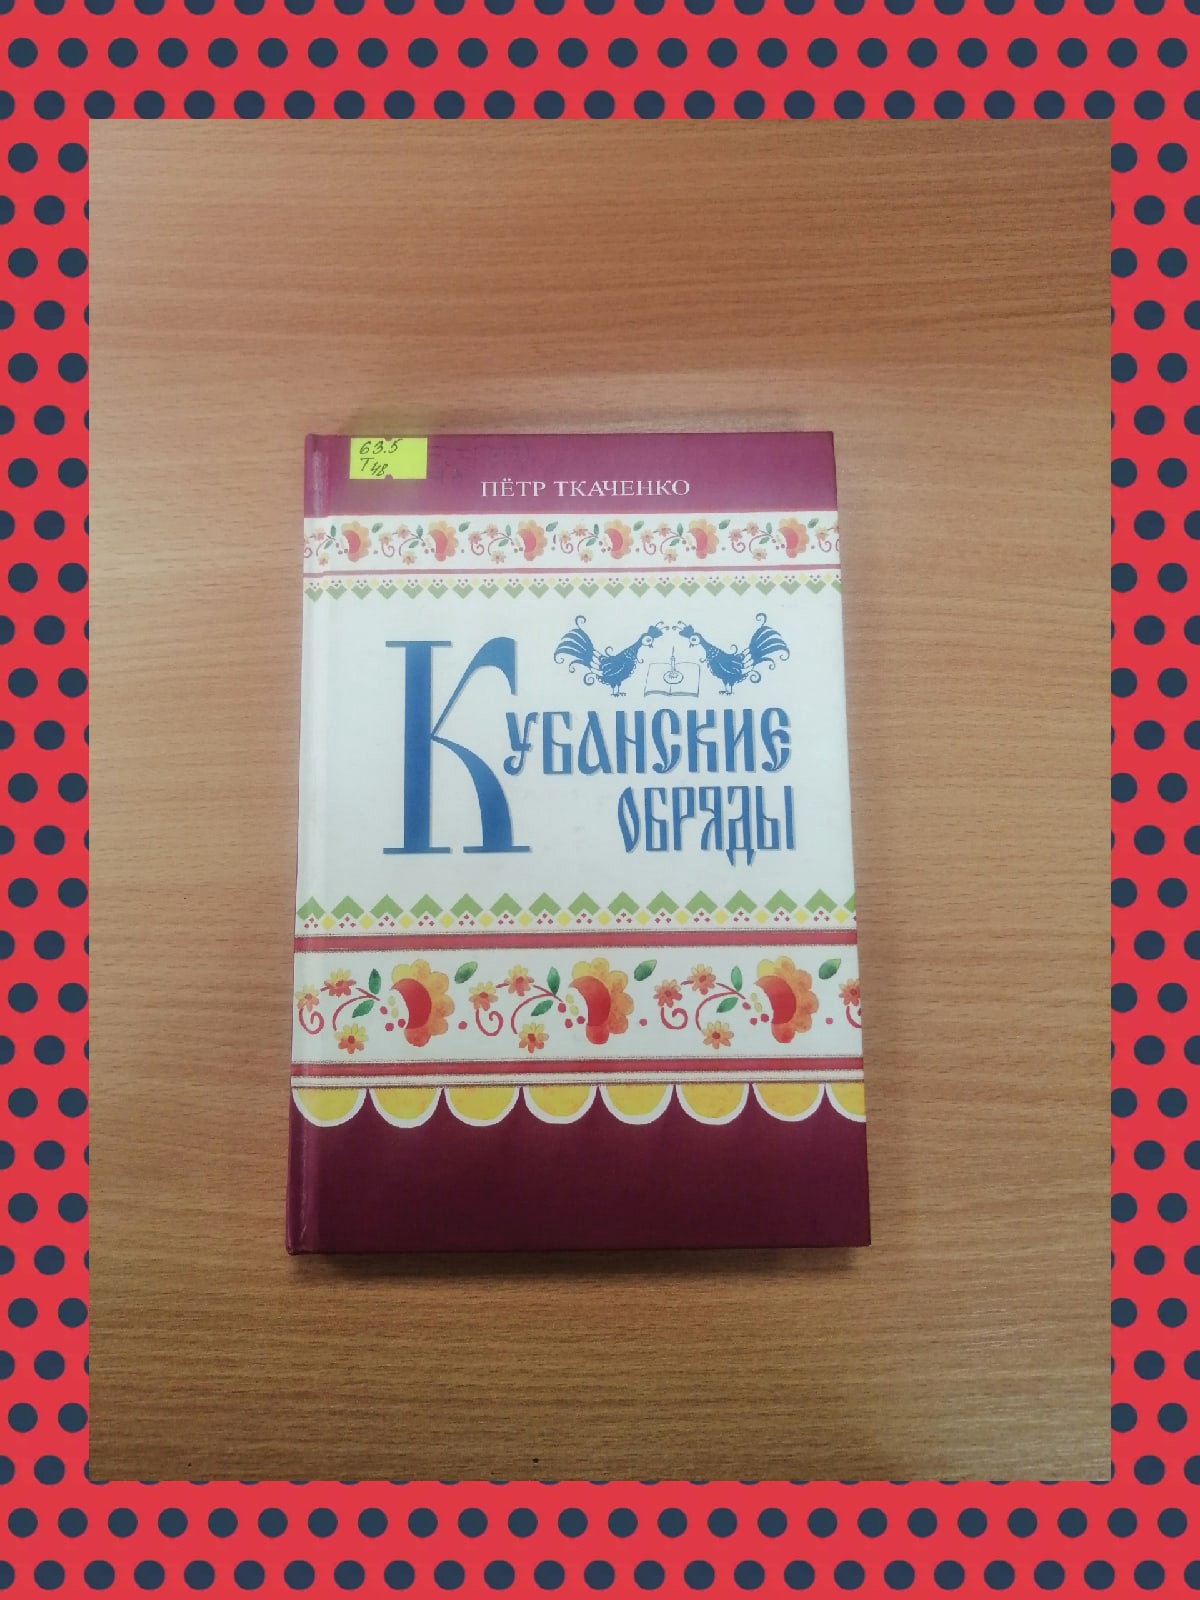 63.5
Т48
ПЁТР ТКАЧЕНКО
КУБАНСКИЕ
ОБРЯДЫ